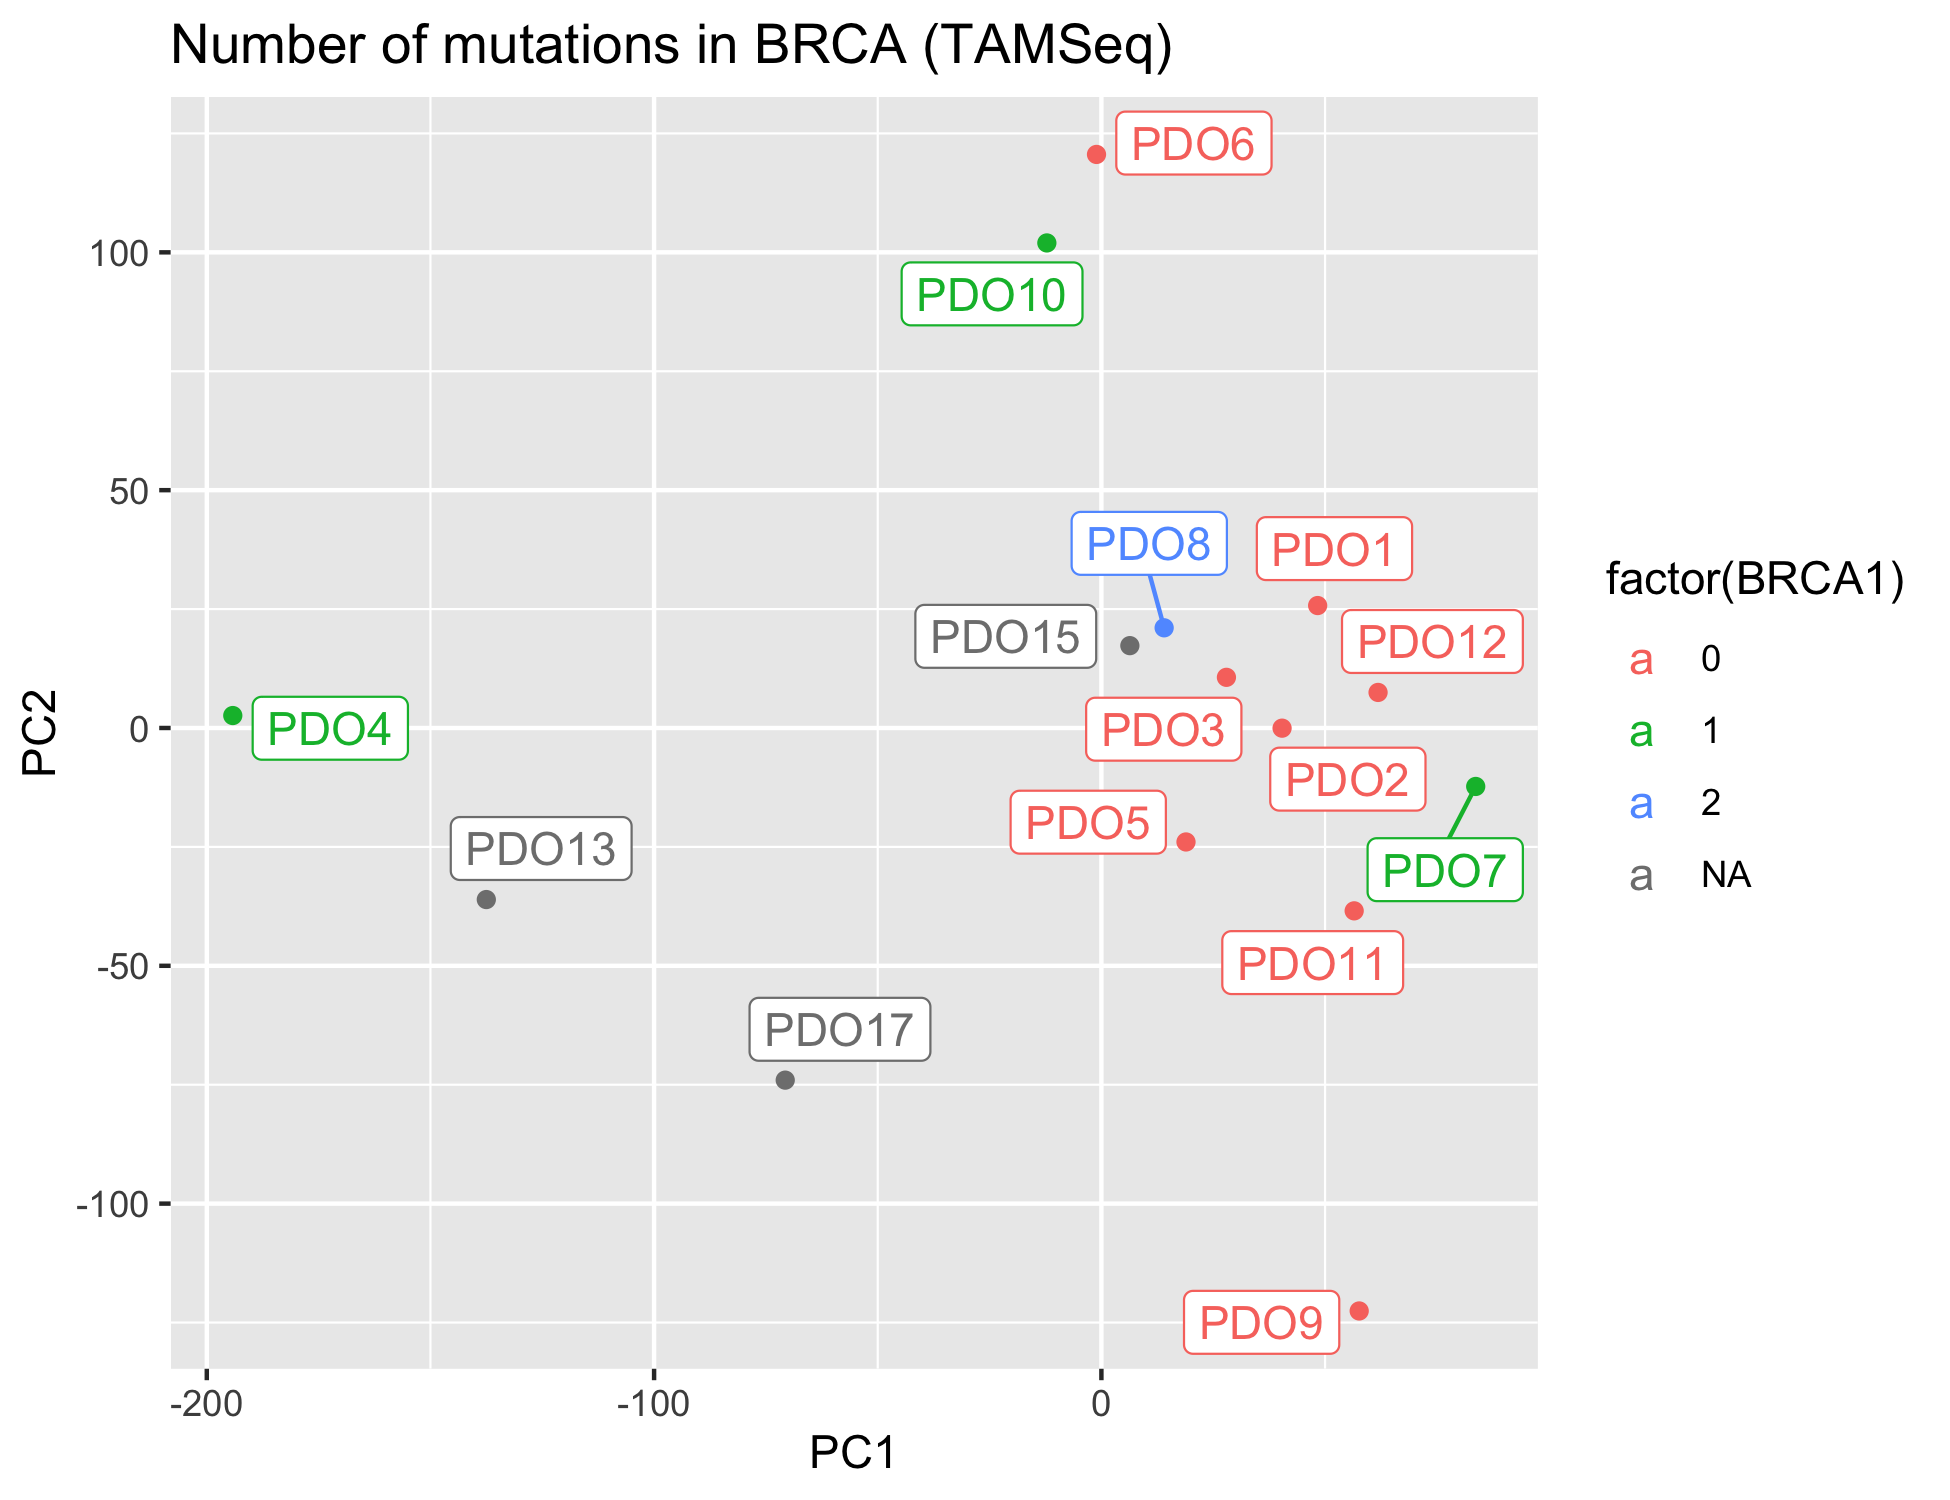 Number of mutations in BRCA (TAMSeq)
PDO6
100
PDO10
50
PDO8
PDO1
factor(BRCA1)
PDO15
PDO12
a 0
PC2
0
PDO4
PDO3
a 1
PDO2
a 2
PDO5
PDO13
PDO7
a NA
-50
PDO11
PDO17
-100
PDO9
-200
-100
0
PC1